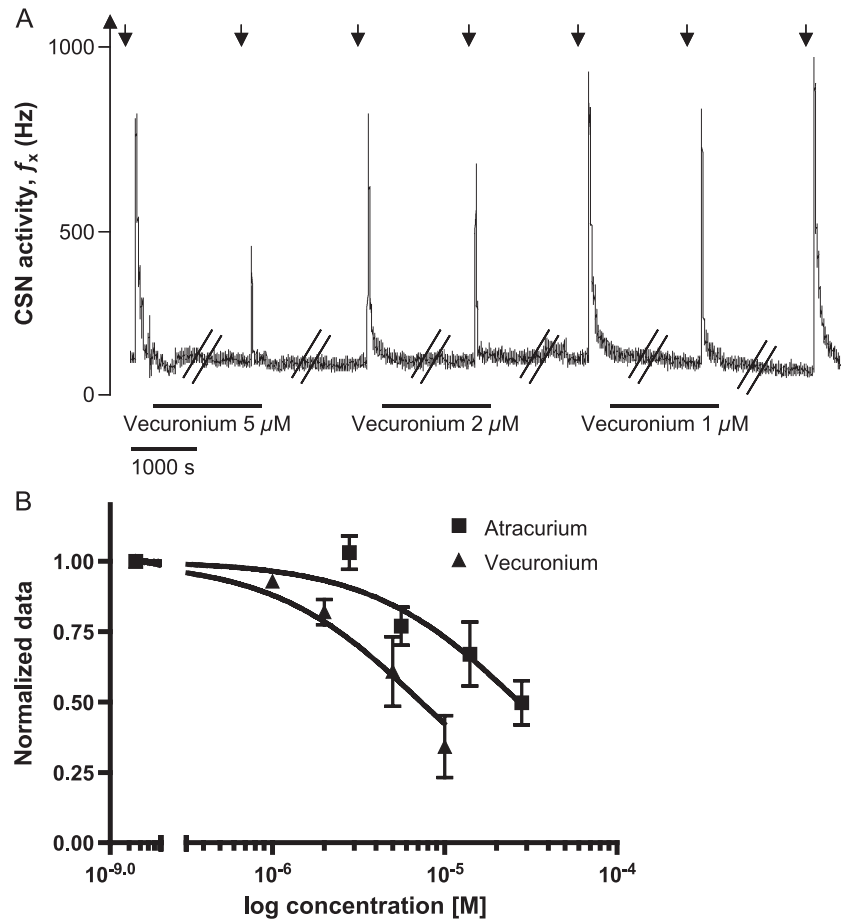 A
CSN activity, fx (Hz)
1000
500
0
Vecuronium 5 μM
Vecuronium 2 μM
Vecuronium 1 μM
1000 s
B
Atracurium
Vecuronium
Normalized data
1.00
0.75
0.50
0.25
0.00
10-9.0
10-6
10-5
10-4
log concentration [M]